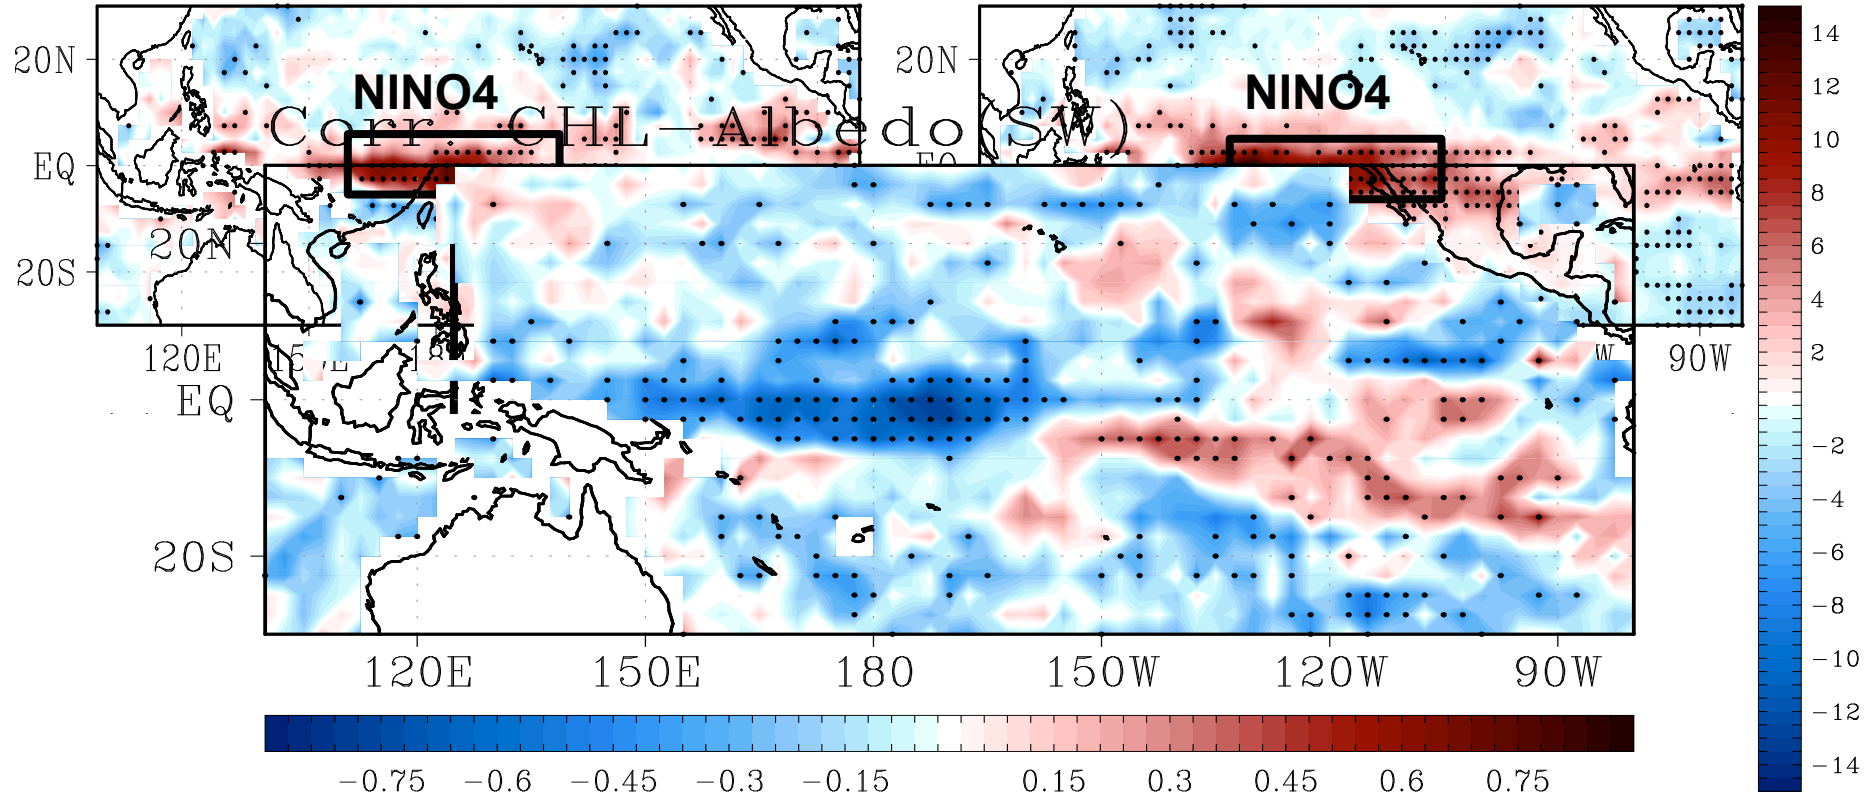 20N
20N
14
NINO4
NINO4
12
Corr. CHL-Albedo(SW)
10
EQ
8
20N
6
20S
4
120E
90W
2
EQ
-2
-4
20S
-6
-8
120E 150E 180 150W 120W 90W
-10
-12
-0.75 -0.6 -0.45 -0.3 -0.15 0.15 0.3 0.45 0.6 0.75
-14